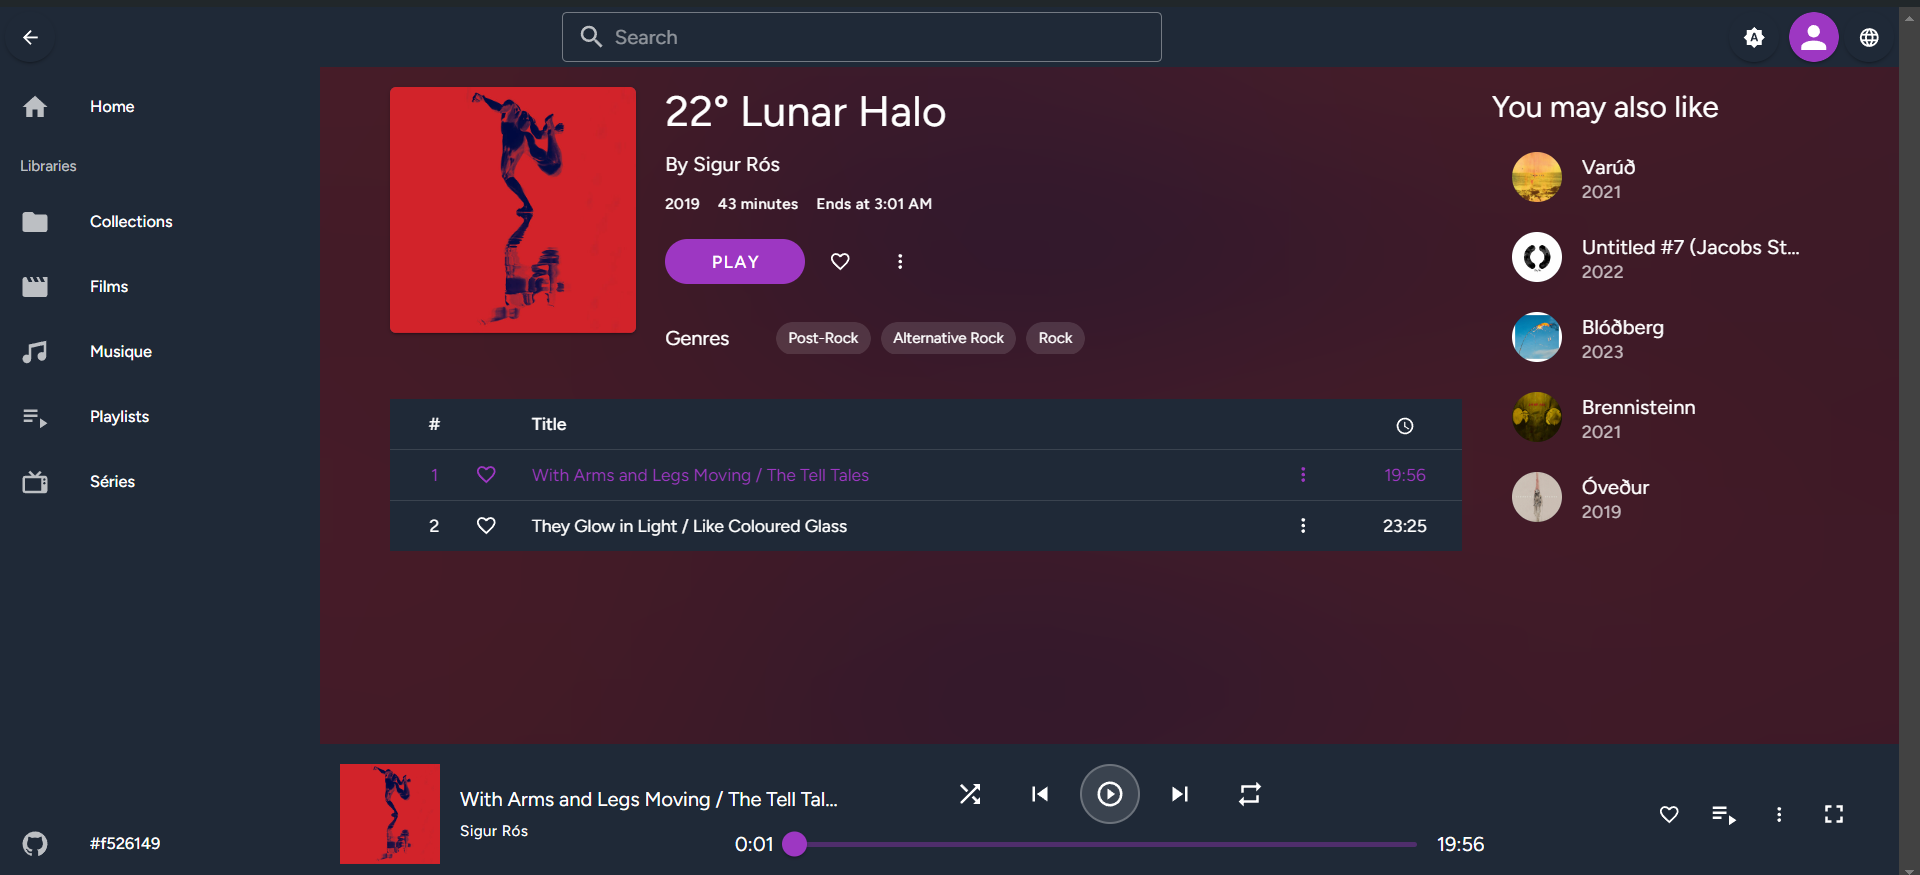 Search
Home
Libraries
Collections
Films
Musique
Playlists
Séries
#f526149
22° Lunar Halo
By Sigur Rós
2019 43 minutes Ends at 3:01 AM
PLAY
Genres Post-Rock Alternative Rock Rock
# Title
1 With Arms and Legs Moving / The Tell Tales 19:56
2 They Glow in Light / Like Coloured Glass 23:25
You may also like
Varúð
2021
Untitled #7 (Jacobs St...
2022
Blóðberg
2023
Brennisteinn
2021
Óveður
2019
With Arms and Legs Moving / The Tell Tal...
Sigur Rós
0:01 19:56